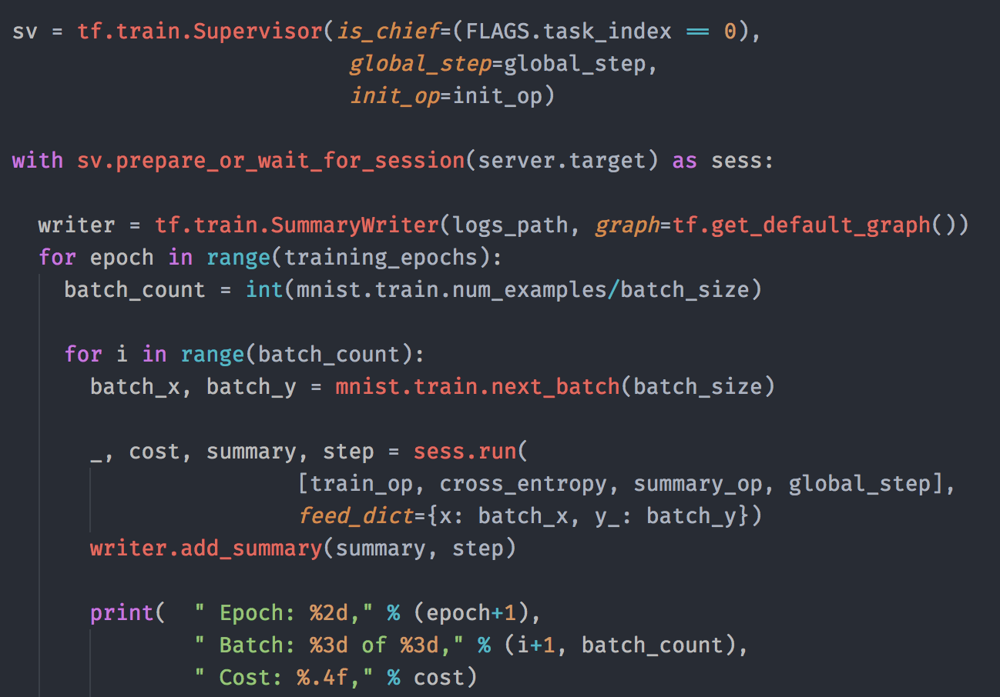 sv = tf.train.Supervisor(is_chief=(FLAGS.task_index == 0),
                          global_step=global_step,
                          init_op=init_op)

with sv.prepare_or_wait_for_session(server.target) as sess:

  writer = tf.train.SummaryWriter(logs_path, graph=tf.get_default_graph())
  for epoch in range(training_epochs):
    batch_count = int(mnist.train.num_examples/batch_size)

    for i in range(batch_count):
      batch_x, batch_y = mnist.train.next_batch(batch_size)

      _, cost, summary, step = sess.run(
                      [train_op, cross_entropy, summary_op, global_step],
                      feed_dict={x: batch_x, y_: batch_y})
      writer.add_summary(summary, step)

      print(  " Epoch: %2d," % (epoch+1),
              " Batch: %3d of %3d," % (i+1, batch_count),
              " Cost: %.4f," % cost)